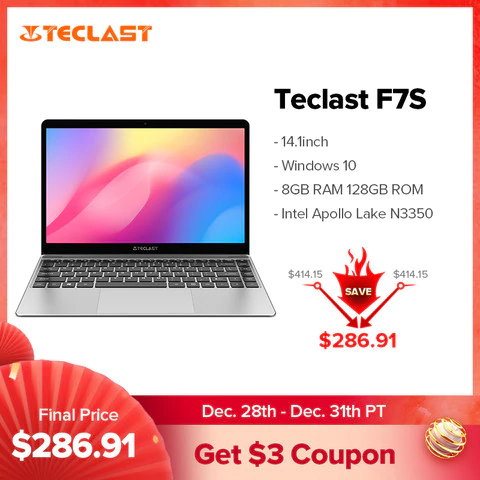 TECLAST
Teclast F7S
- 14.1inch
- Windows 10
- 8GB RAM 128GB ROM
- Intel Apollo Lake N3350
TECLAST
$414.15
$414.15
SAVE
$286.91
Final Price
$286.91
Dec. 28th - Dec. 31th PT
Get $3 Coupon